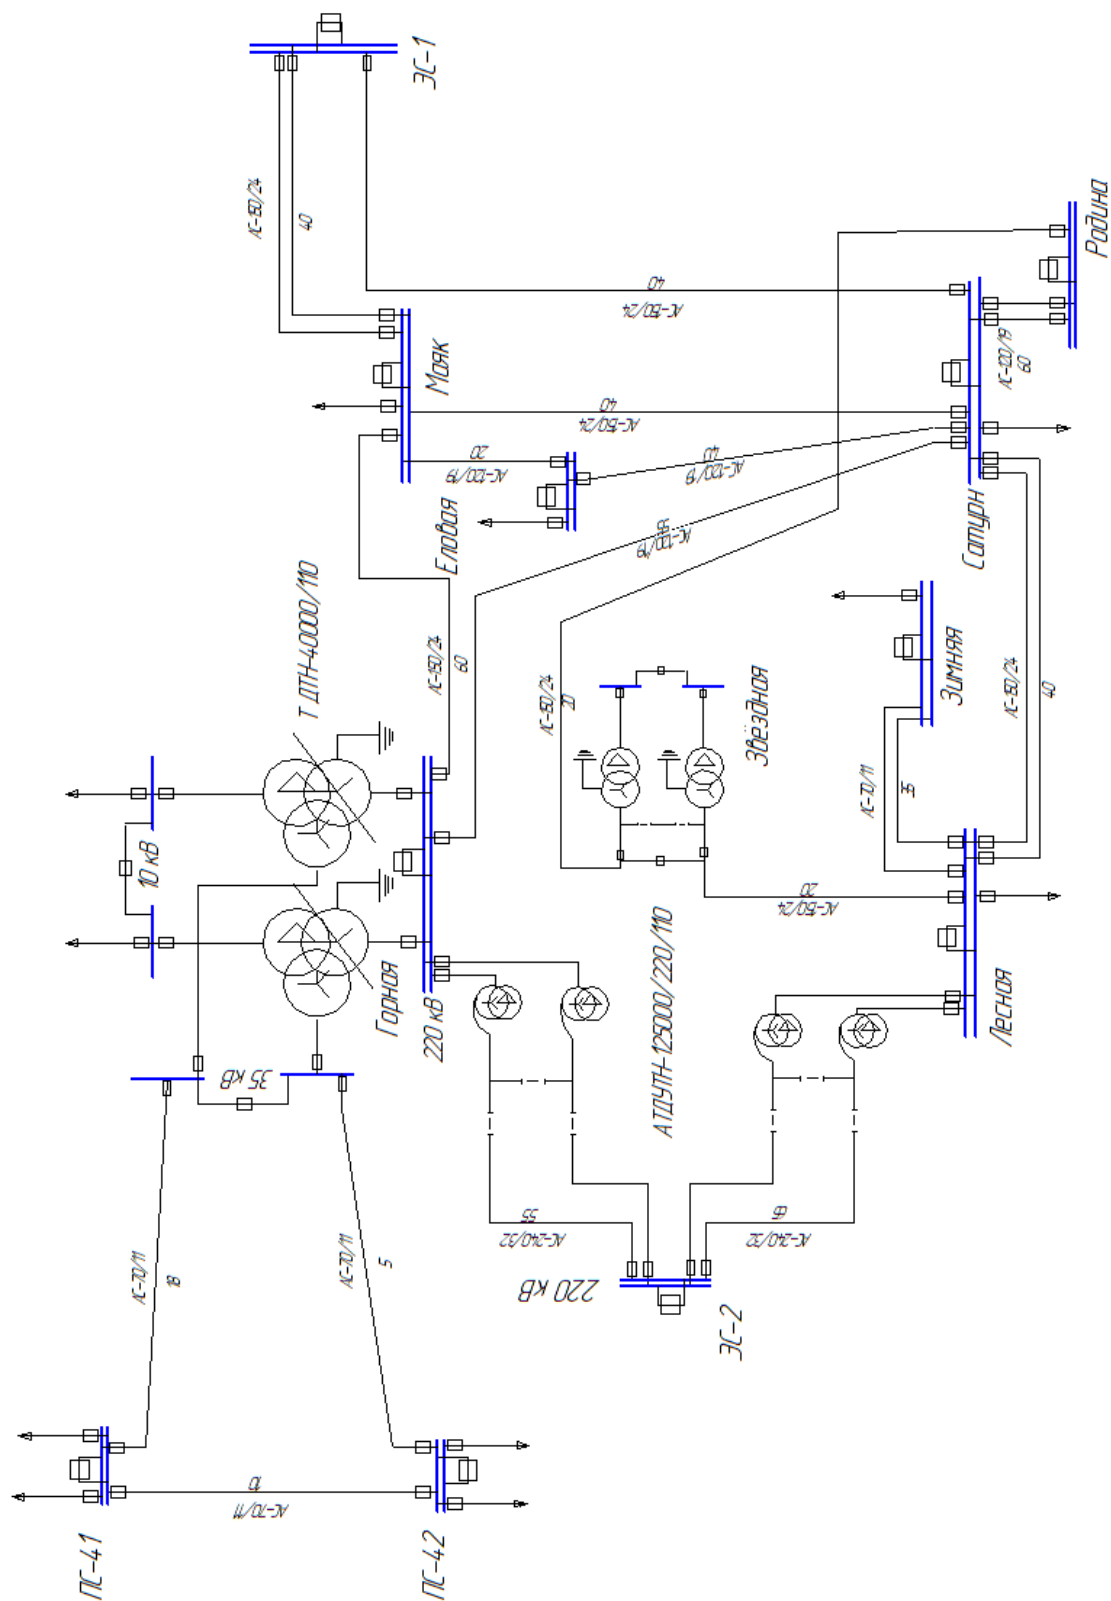 ЭС-1
АС-150/24
40
40
АС-150/24
Родина
Маяк
АС-120/19
60
40
АС-150/24
20
АС-120/19
40
АС-120/19
Еловая
Сатурн
55
АС-120/19
Т ДТН-40000/110
АС-150/24
60
АС-150/24
20
Звёздная
Зимняя
АС-150/24
40
АС-70/11
35
10 кВ
20
АС-150/24
Горная
220 кВ
АТДУТН-125000/220/110
Лесная
35 кВ
АС-70/11
18
АС-70/11
5
55
АС-240/32
65
АС-240/32
220 кВ
ЭС-2
10
АС-70/11
ПС-41
ПС-42